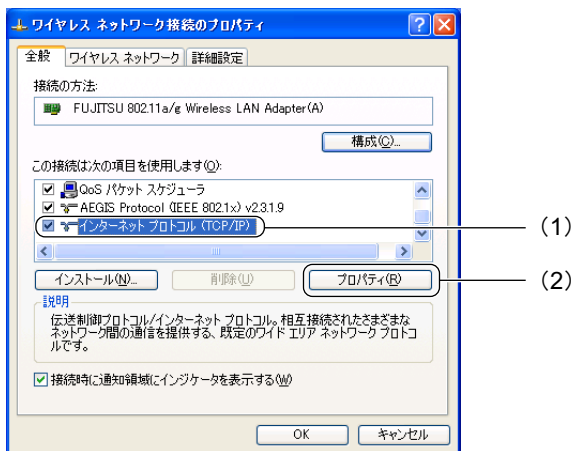 ワイヤレス ネットワーク接続のプロパティ
全般 ワイヤレス ネットワーク 詳細設定
接続の方法:
FUJITSU 802.11a/g Wireless LAN Adapter(A)
構成(C)...
この接続は次の項目を使用します(O):
QoS パケット スケジューラ
AEGIS Protocol (IEEE 802.1x) v2.3.1.9
インターネット プロトコル (TCP/IP)
(1)
インストール(N)... 削除(U) プロパティ(R)
(2)
説明
伝送制御プロトコル/インターネット プロトコル。相互接続されたさまざまな
ネットワーク間の通信を提供する、既定のワイド エリア ネットワーク プロトコ
ルです。
接続時に通知領域にインジケータを表示する(W)
OK キャンセル